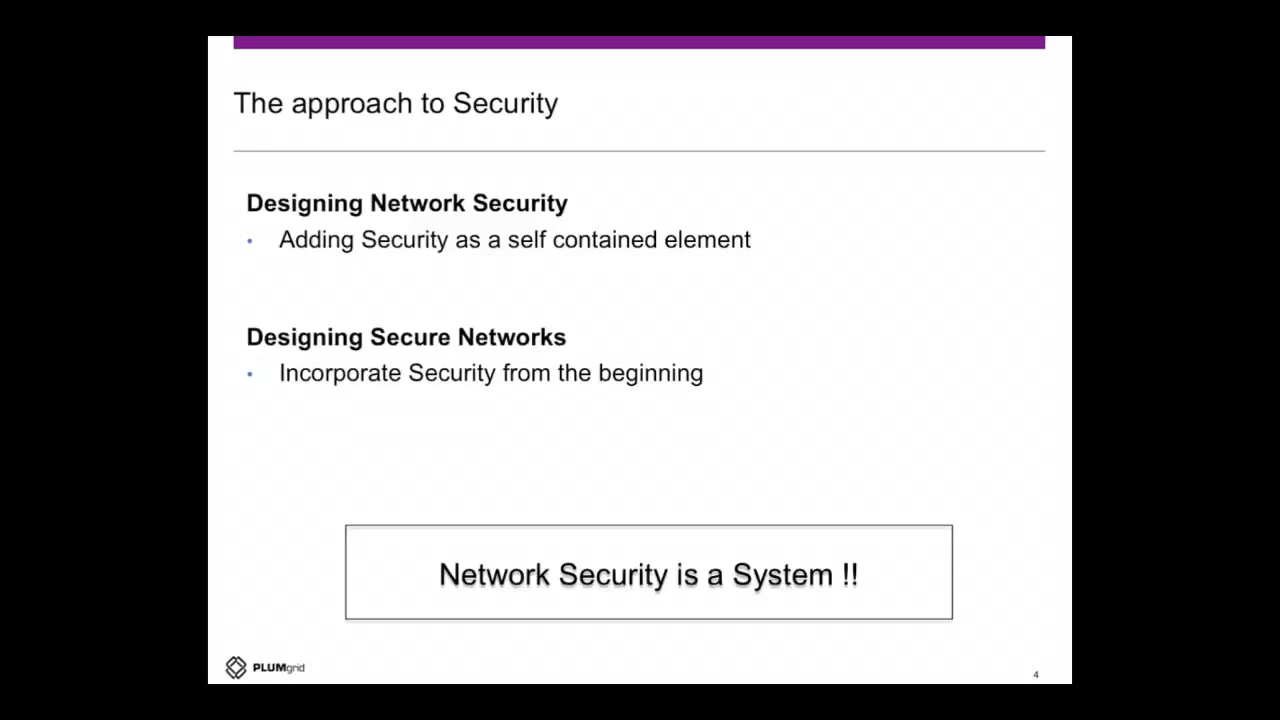 The approach to Security
Designing Network Security
• Adding Security as a self contained element
Designing Secure Networks
• Incorporate Security from the beginning
Network Security is a System !!
PLUMgrid
4